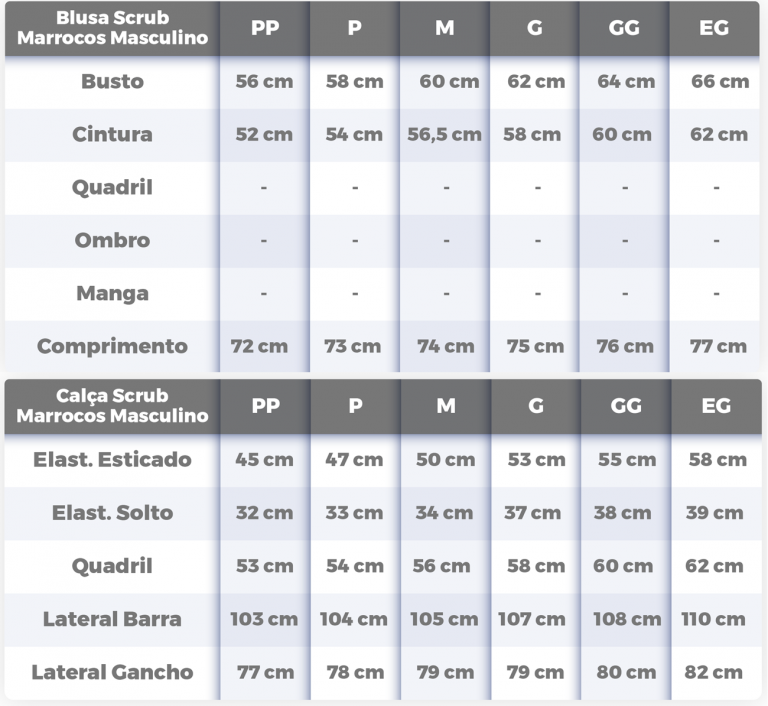 Blusa Scrub
Marrocos Masculino PP P M G GG EG
Busto 56 cm 58 cm 60 cm 62 cm 64 cm 66 cm
Cintura 52 cm 54 cm 56,5 cm 58 cm 60 cm 62 cm
Quadril - - - - - -
Ombro - - - - - -
Manga - - - - - -
Comprimento 72 cm 73 cm 74 cm 75 cm 76 cm 77 cm
Calça Scrub
Marrocos Masculino PP P M G GG EG
Elast. Esticado 45 cm 47 cm 50 cm 53 cm 55 cm 58 cm
Elast. Solto 32 cm 33 cm 34 cm 37 cm 38 cm 39 cm
Quadril 53 cm 54 cm 56 cm 58 cm 60 cm 62 cm
Lateral Barra 103 cm 104 cm 105 cm 107 cm 108 cm 110 cm
Lateral Gancho 77 cm 78 cm 79 cm 79 cm 80 cm 82 cm